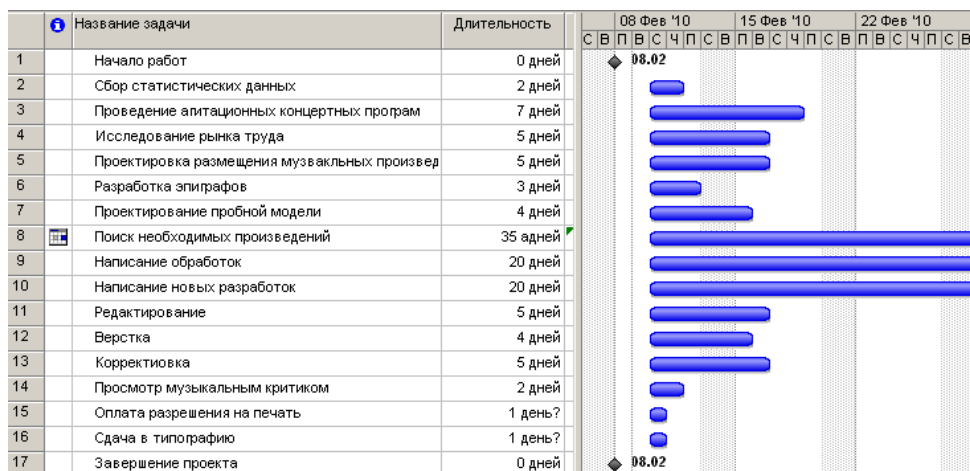 Название задачи Длительность 08 Фев '10 15 Фев '10 22 Фев '10
С В П В С Ч П С В П В С Ч П С В П В С Ч П С В
1 Начало работ 0 дней 08.02
2 Сбор статистических данных 2 дней
3 Проведение агитационных концертных програм 7 дней
4 Исследование рынка труда 5 дней
5 Проектировка размещения музвакльных произвед 5 дней
6 Разработка эпиграфов 3 дней
7 Проектирование пробной модели 4 дней
8 Поиск необходимых произведений 35 адней
9 Написание обработок 20 дней
10 Написание новых разработок 20 дней
11 Редактирование 5 дней
12 Верстка 4 дней
13 Корректиовка 5 дней
14 Просмотр музыкальным критиком 2 дней
15 Оплата разрешения на печать 1 день?
16 Сдача в типографию 1 день?
17 Завершение проекта 0 дней 08.02